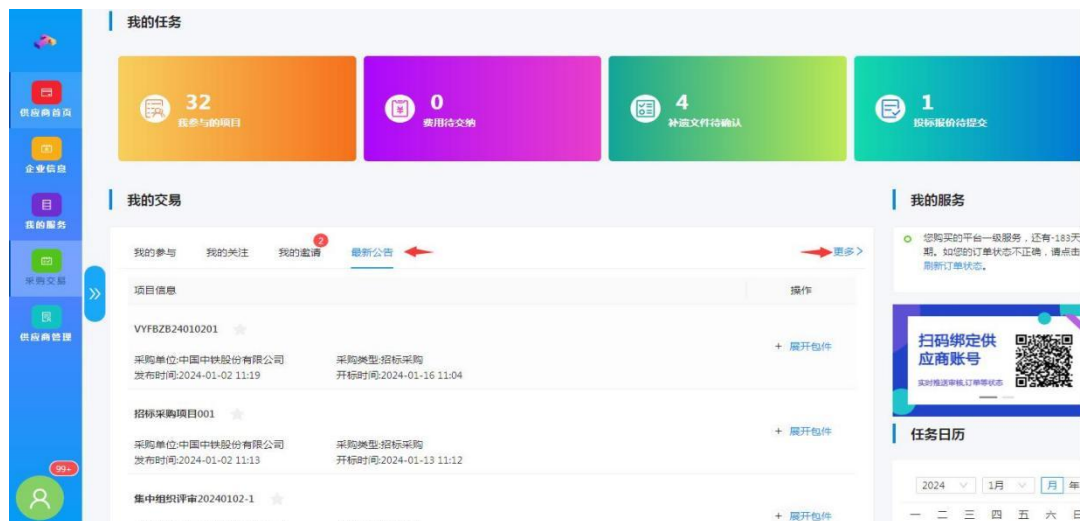 我的任务
供应商首页
企业信息
我的服务
采购交易
供应商管理
99+
32
我参与的项目
0
费用待交纳
4
补遗文件待确认
1
投标报价待提交
我的交易
我的参与 我的关注 我的邀请 2 最新公告 更多>
项目信息 操作
VYFBZB24010201
采购单位:中国中铁股份有限公司 采购类型:招标采购
发布时间:2024-01-02 11:19 开标时间:2024-01-16 11:04
+ 展开包件
招标采购项目001
采购单位:中国中铁股份有限公司 采购类型:招标采购
发布时间:2024-01-02 11:13 开标时间:2024-01-13 11:12
+ 展开包件
集中组织评审20240102-1
+ 展开包件
我的服务
您购买的平台一级服务，还有-183天
期。如您的订单状态不正确，请点击
刷新订单状态。
扫码绑定供
应商账号
实时推送审核,订单等状态
任务日历
2024 1月 月 年
一 二 三 四 五 六 日